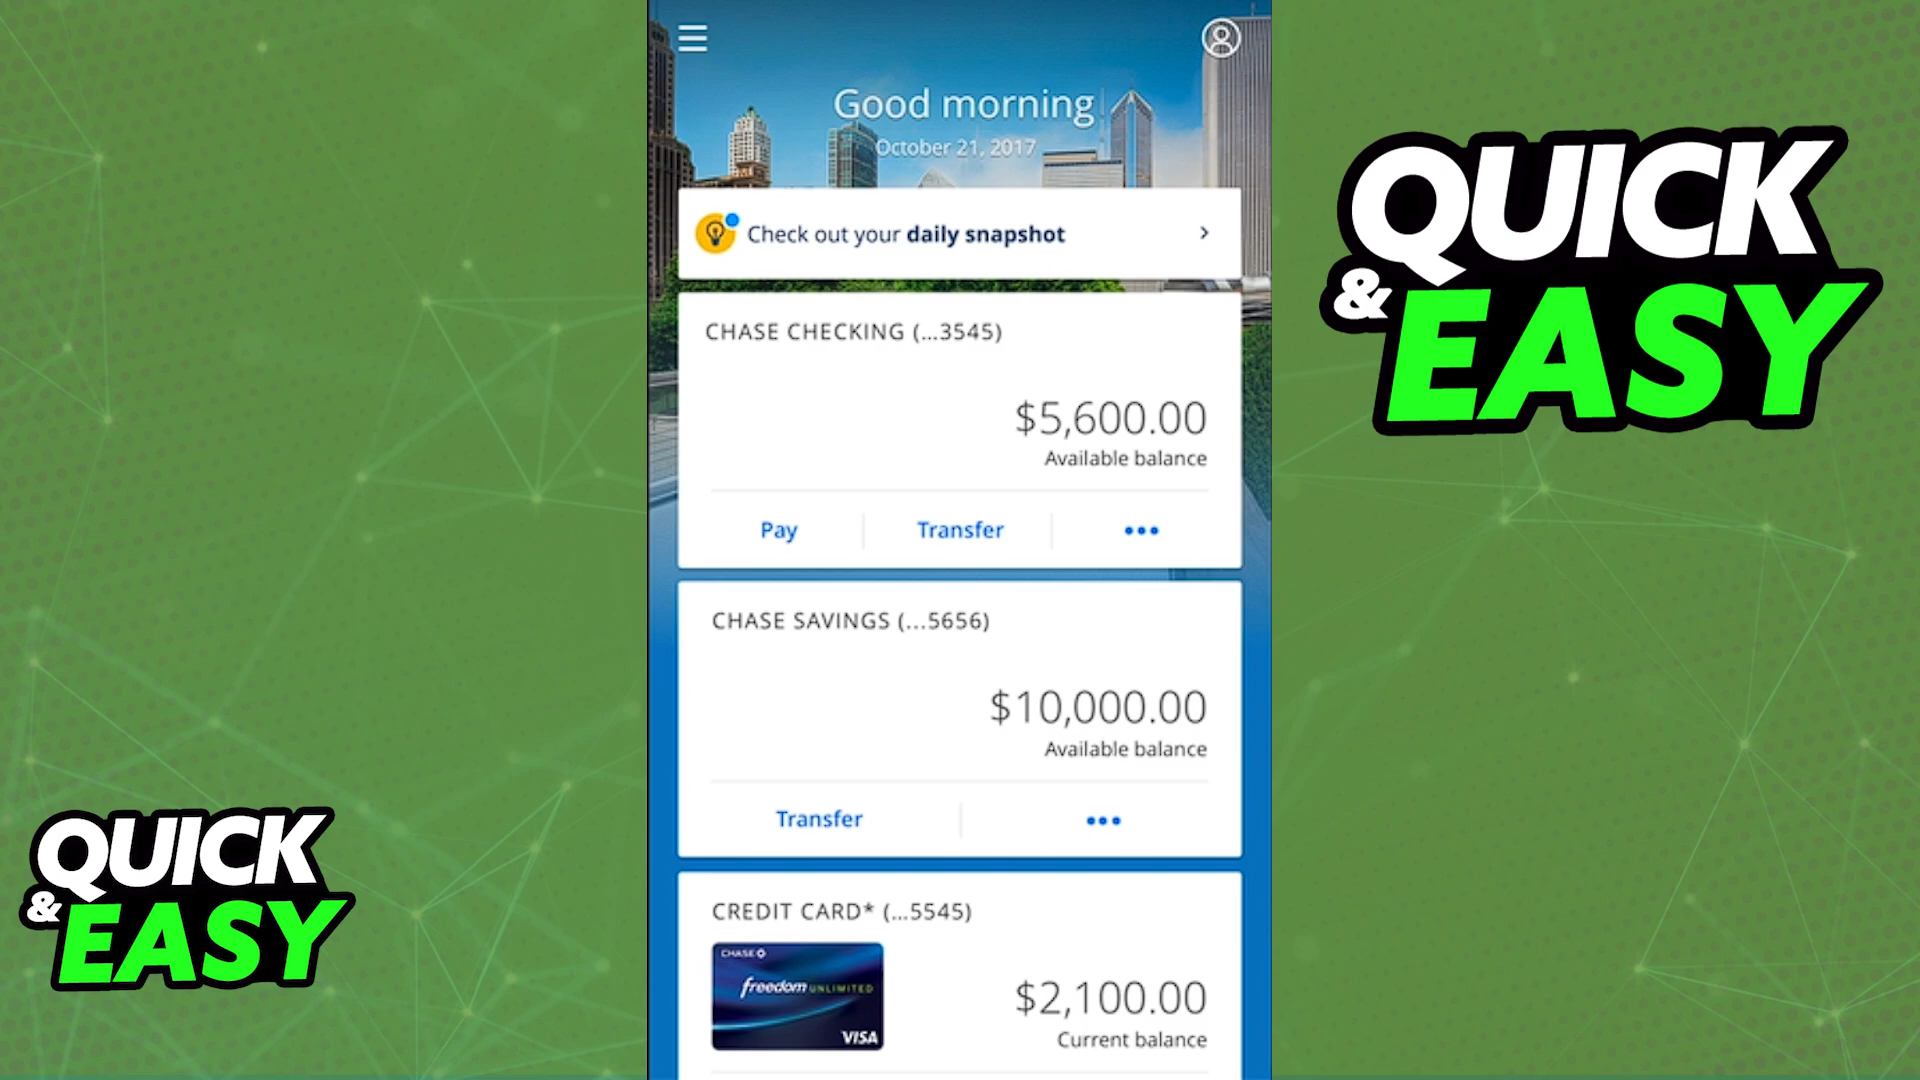 Good morning
October 21, 2017
Check out your daily snapshot
CHASE CHECKING (...3545)
$5,600.00
Available balance
Pay
Transfer
CHASE SAVINGS (...5656)
$10,000.00
Available balance
Transfer
CREDIT CARD* (...5545)
CHASE
freedom UNLIMITED
VISA
$2,100.00
Current balance
QUICK
& EASY
QUICK
& EASY